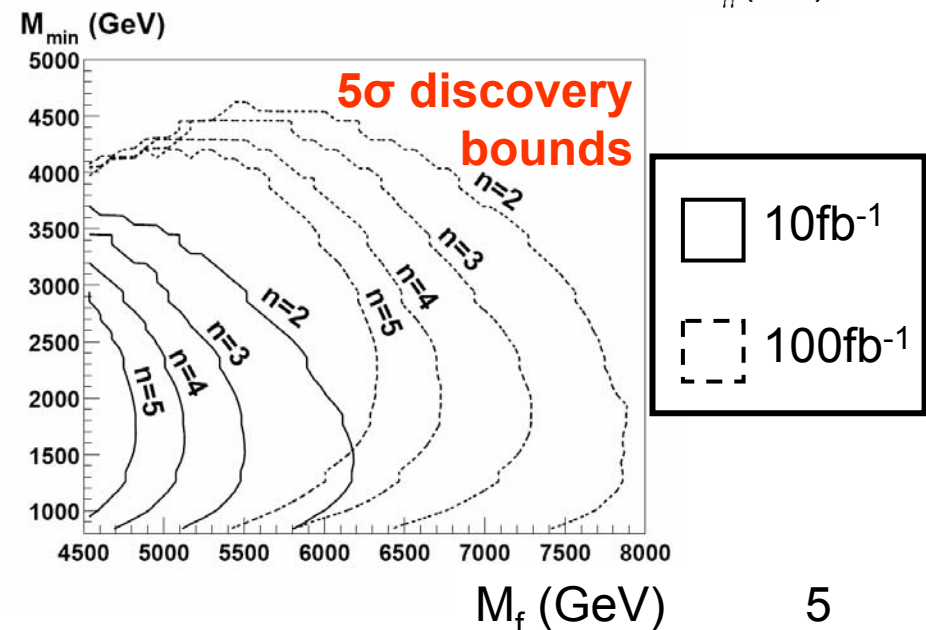 M_min (GeV)
5σ discovery
bounds
5000
4500
4000
3500
3000
2500
2000
1500
1000
n=2
n=3
n=4
n=5
n=2
n=3
n=4
n=5
10fb⁻¹
100fb⁻¹
4500 5000 5500 6000 6500 7000 7500 8000
M_f (GeV)
5